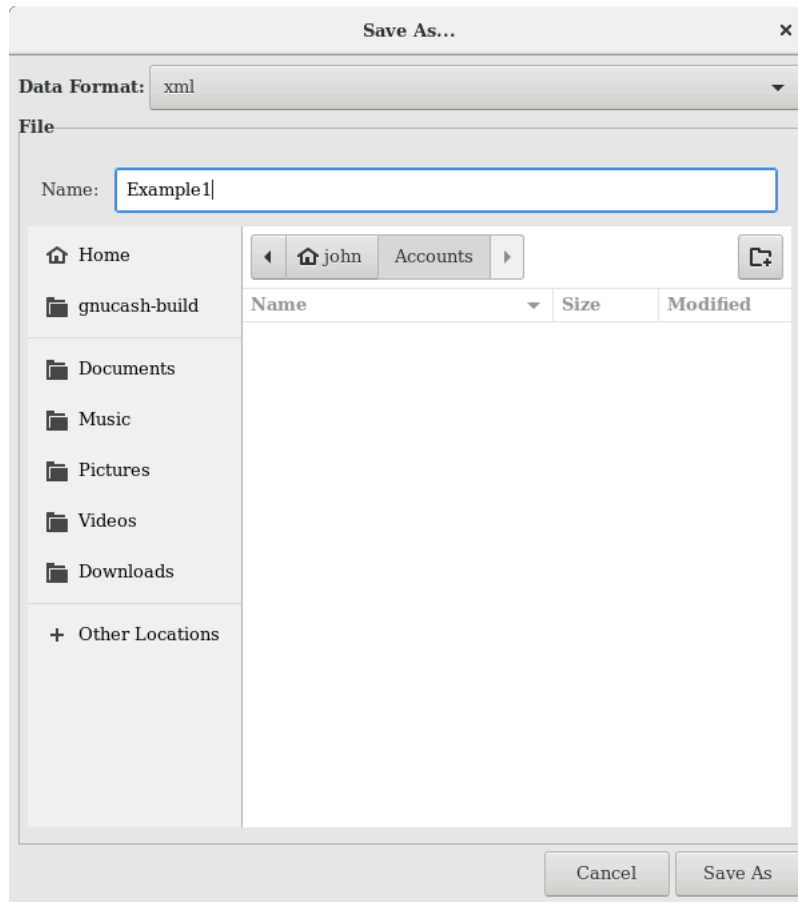 Save As...
Data Format: xml
File
Name: Example1
Home
gnucash-build
Documents
Music
Pictures
Videos
Downloads
Other Locations
john Accounts
Name Size Modified
Cancel Save As